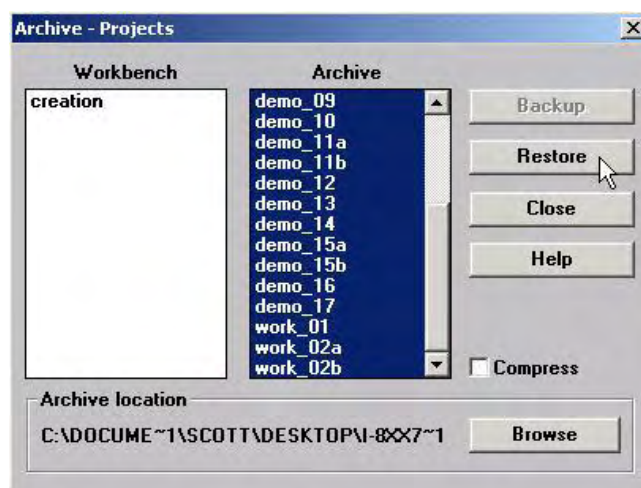 Archive - Projects
Workbench
Archive
creation
demo_09
demo_10
demo_11a
demo_11b
demo_12
demo_13
demo_14
demo_15a
demo_15b
demo_16
demo_17
work_01
work_02a
work_02b
Backup
Restore
Close
Help
Compress
Archive location
C:\DOCUME~1\SCOTT\DESKTOP\I-8XX7~1
Browse